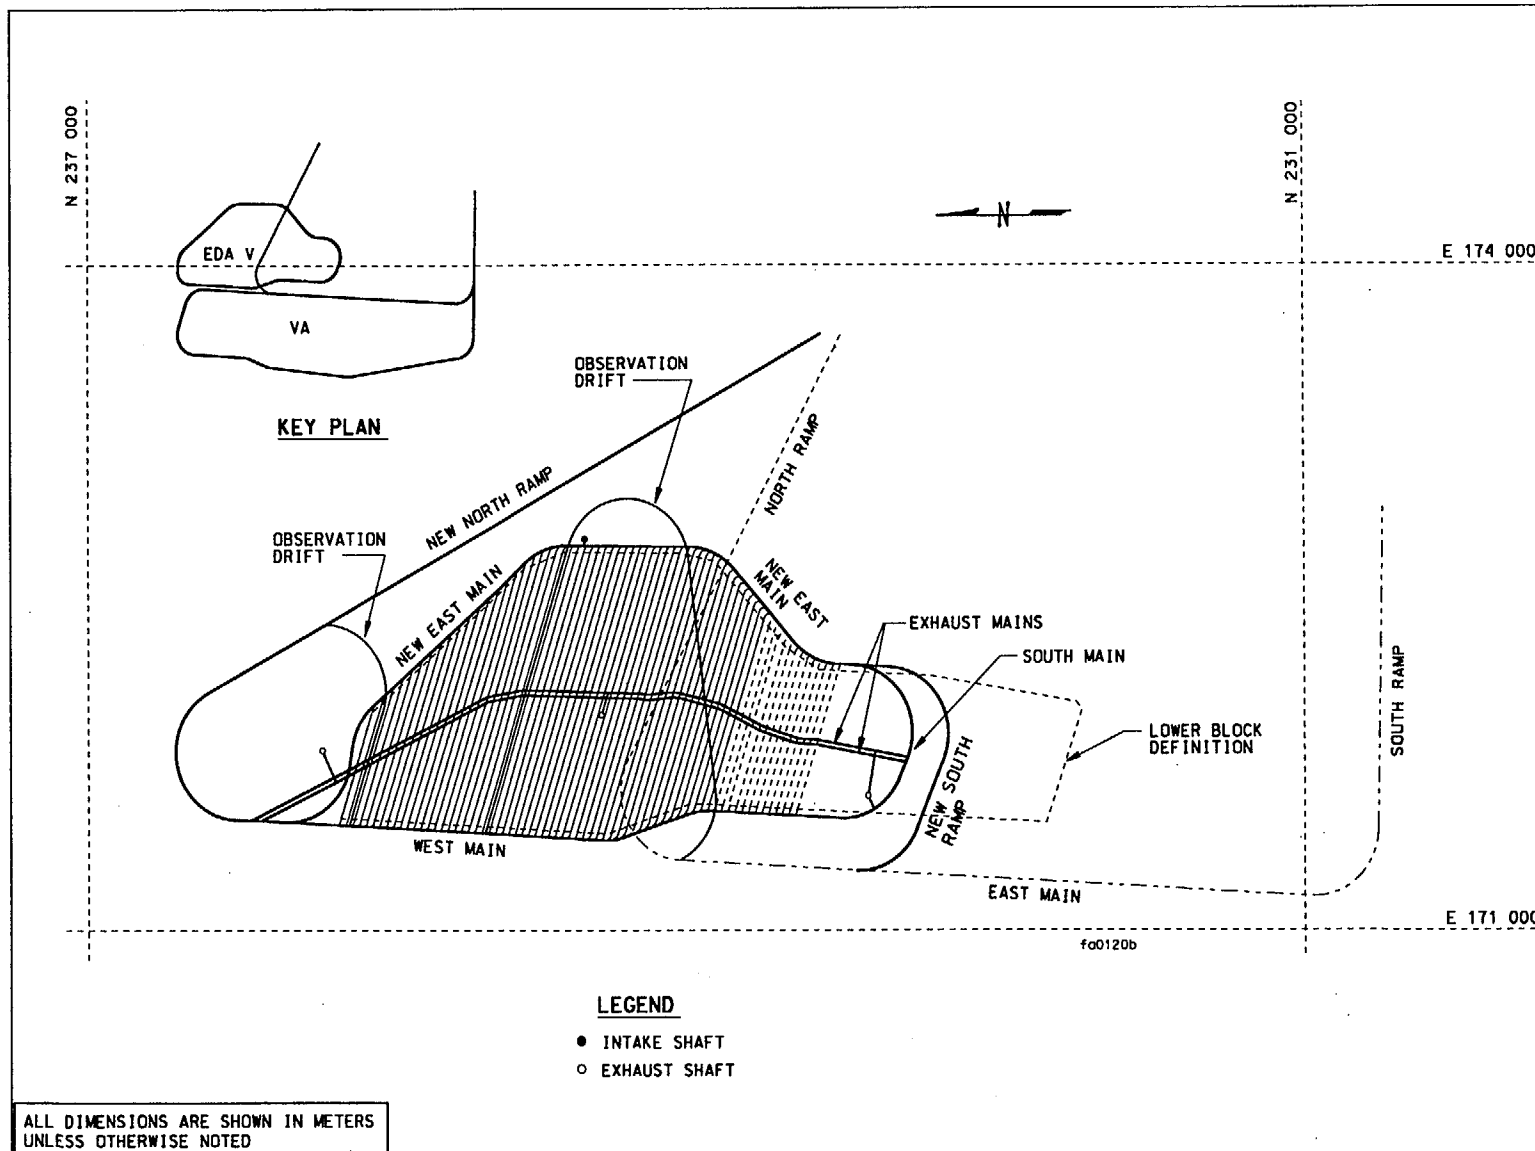 N 237 000
N 231 000
N
E 174 000
EDA V
VA
KEY PLAN
OBSERVATION
DRIFT
NORTH RAMP
NEW NORTH RAMP
OBSERVATION
DRIFT
NEW EAST MAIN
NEW EAST
MAIN
EXHAUST MAINS
SOUTH MAIN
SOUTH RAMP
LOWER BLOCK
DEFINITION
NEW SOUTH
RAMP
WEST MAIN
EAST MAIN
E 171 000
fa0120b
LEGEND
INTAKE SHAFT
EXHAUST SHAFT
ALL DIMENSIONS ARE SHOWN IN METERS
UNLESS OTHERWISE NOTED